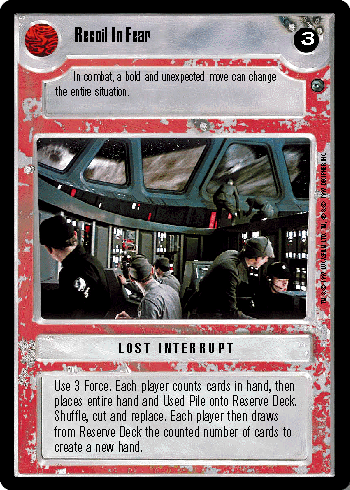 Recoil In Fear
3
In combat, a bold and unexpected move can change
the entire situation.
LOST INTERRUPT
Use 3 Force. Each player counts cards in hand, then
places entire hand and Used Pile onto Reserve Deck.
Shuffle, cut and replace. Each player then draws
from Reserve Deck the counted number of cards to
create a new hand.